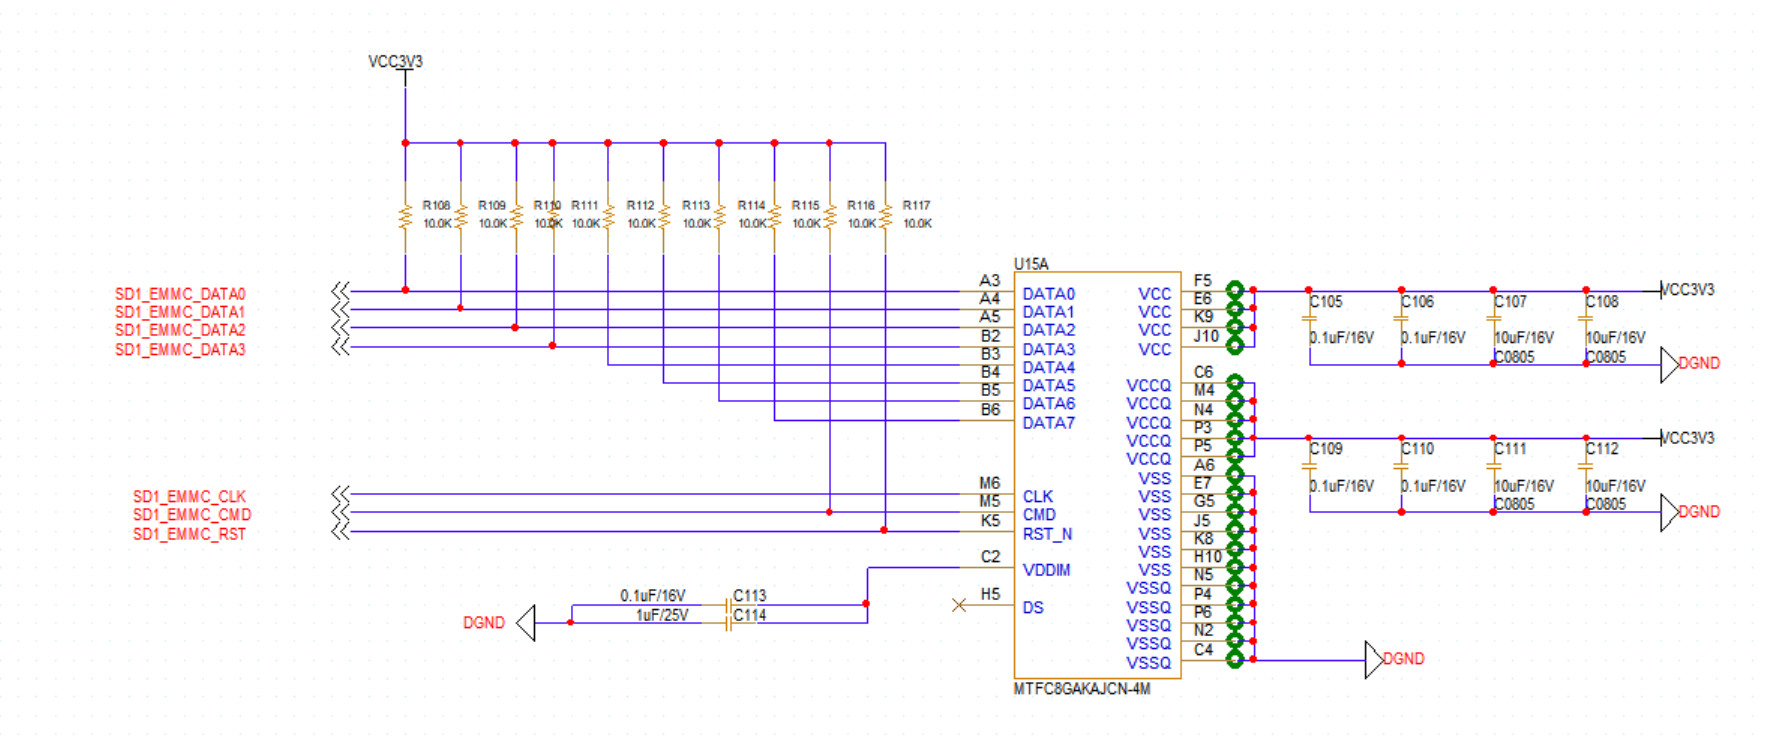 VCC3V3
R108 R109 R110 R111 R112 R113 R114 R115 R116 R117
10.0K 10.0K 10.0K 10.0K 10.0K 10.0K 10.0K 10.0K 10.0K 10.0K
U15A
SD1_EMMC_DATA0
SD1_EMMC_DATA1
SD1_EMMC_DATA2
SD1_EMMC_DATA3
SD1_EMMC_CLK
SD1_EMMC_CMD
SD1_EMMC_RST
A3 DATA0
A4 DATA1
A5 DATA2
B2 DATA3
B3 DATA4
B4 DATA5
B5 DATA6
B6 DATA7
M6 CLK
M5 CMD
K5 RST_N
C2 VDDIM
H5 DS
VCC F5
VCC E6
VCC K9
VCC J10
VCCQ C6
VCCQ M4
VCCQ N4
VCCQ P3
VCCQ P5
VSS A6
VSS E7
VSS G5
VSS J5
VSS K8
VSS H10
VSSQ N5
VSSQ P4
VSSQ P6
VSSQ N2
VSSQ C4
MTFC8GAKAJCN-4M
VCC3V3
C105 C106 C107 C108
0.1uF/16V 0.1uF/16V 10uF/16V 10uF/16V
C0805 C0805
DGND
VCC3V3
C109 C110 C111 C112
0.1uF/16V 0.1uF/16V 10uF/16V 10uF/16V
C0805 C0805
DGND
0.1uF/16V C113
1uF/25V C114
DGND
DGND